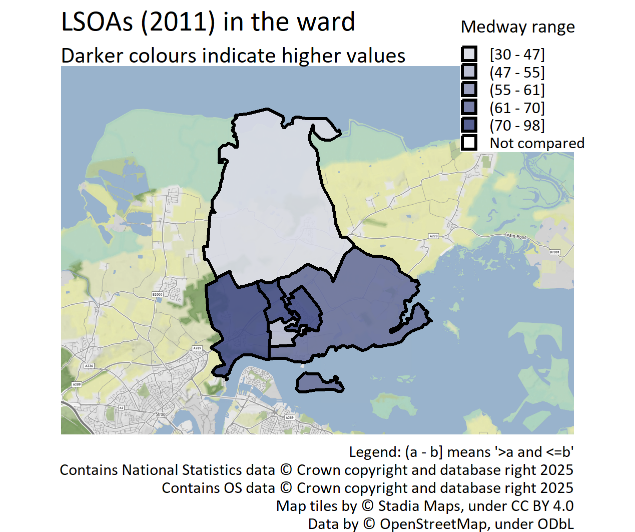 LSOAs (2011) in the ward
Darker colours indicate higher values
Medway range
[30 - 47]
(47 - 55]
(55 - 61]
(61 - 70]
(70 - 98]
Not compared
Legend: (a - b] means '>a and <=b'
Contains National Statistics data © Crown copyright and database right 2025
Contains OS data © Crown copyright and database right 2025
Map tiles by © Stadia Maps, under CC BY 4.0
Data by © OpenStreetMap, under ODbL